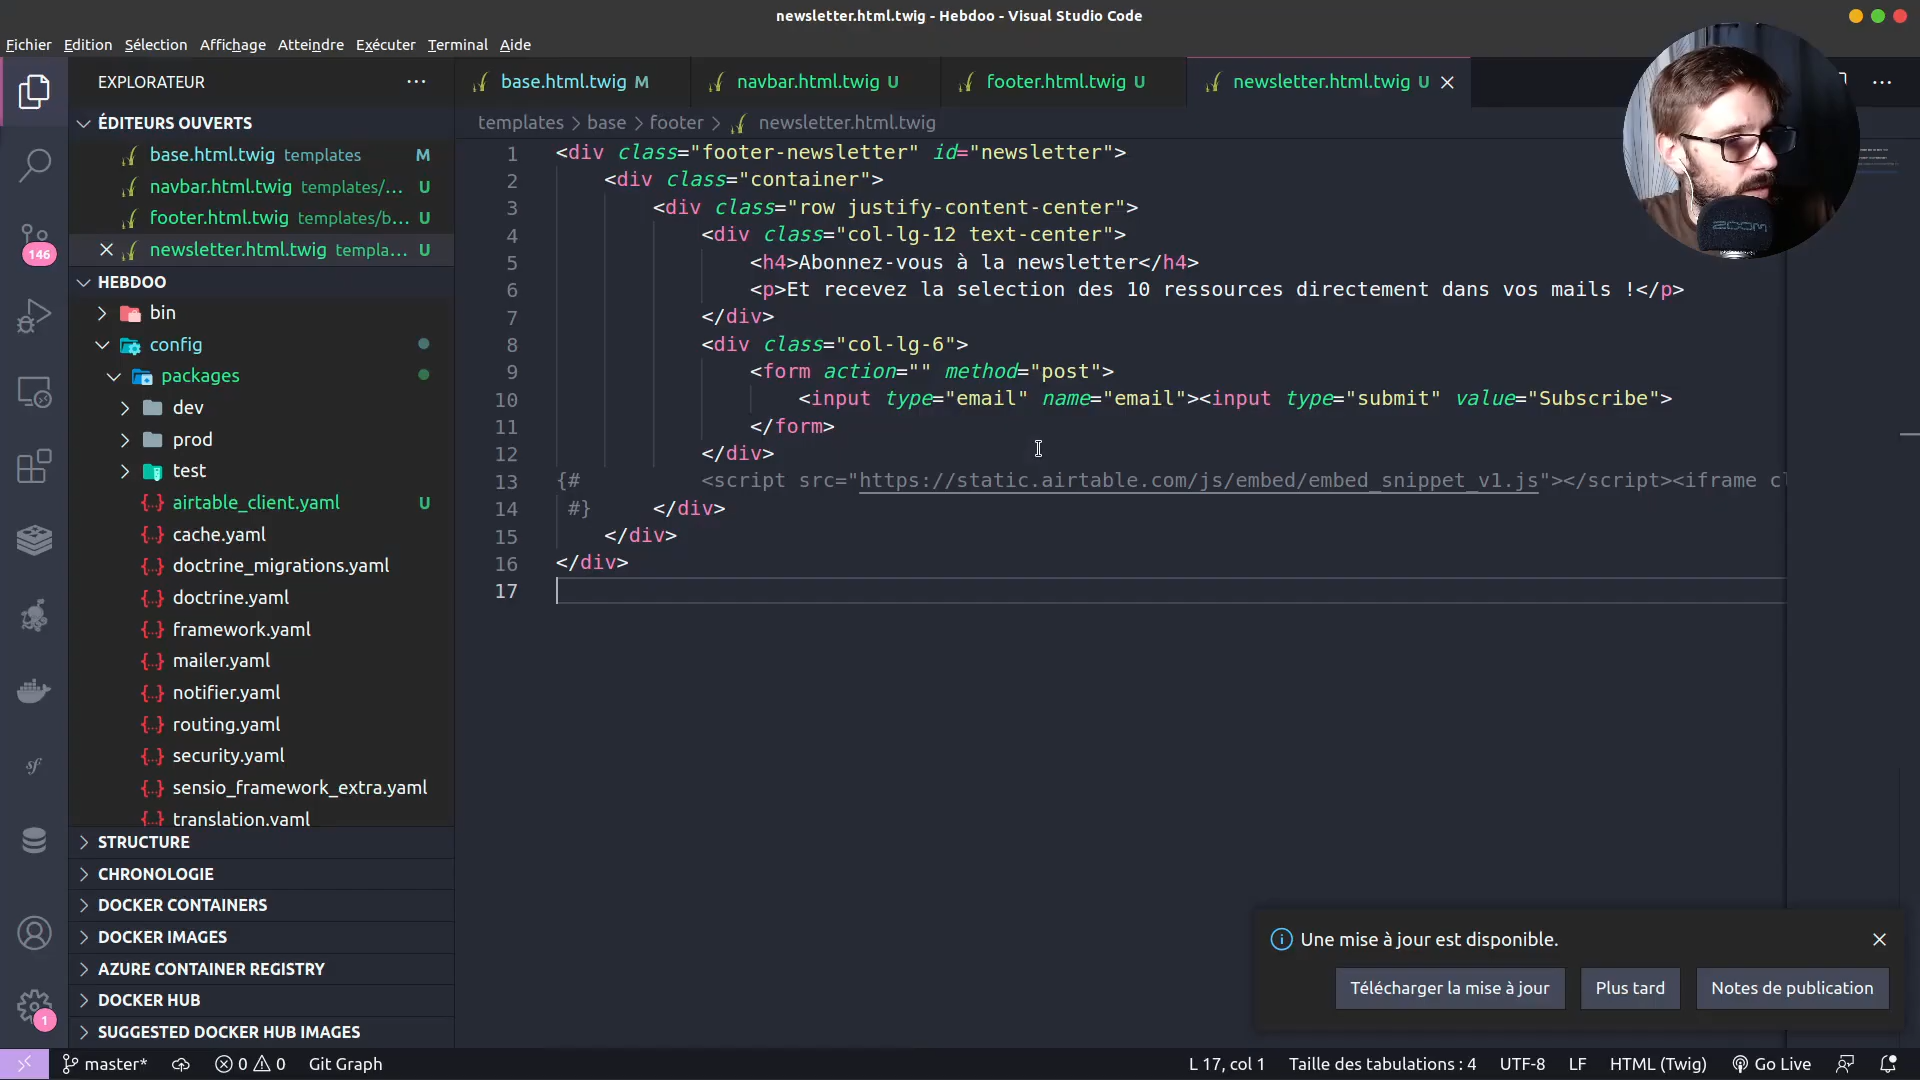 newsletter.html.twig - Hebdoo - Visual Studio Code
Fichier Edition Sélection Affichage Atteindre Exécuter Terminal Aide
EXPLORATEUR
base.html.twig M
navbar.html.twig U
footer.html.twig U
newsletter.html.twig U
templates > base > footer > newsletter.html.twig
ÉDITEURS OUVERTS
base.html.twig templates M
navbar.html.twig templates/... U
footer.html.twig templates/b... U
newsletter.html.twig templa... U
146
HEBDOO
bin
config
packages
dev
prod
test
airtable_client.yaml U
cache.yaml
doctrine_migrations.yaml
doctrine.yaml
framework.yaml
mailer.yaml
notifier.yaml
routing.yaml
security.yaml
sensio_framework_extra.yaml
translation.yaml
STRUCTURE
CHRONOLOGIE
DOCKER CONTAINERS
DOCKER IMAGES
AZURE CONTAINER REGISTRY
DOCKER HUB
SUGGESTED DOCKER HUB IMAGES
sf
1
1 <div class="footer-newsletter" id="newsletter">
2 <div class="container">
3 <div class="row justify-content-center">
4 <div class="col-lg-12 text-center">
5 <h4>Abonnez-vous à la newsletter</h4>
6 <p>Et recevez la selection des 10 ressources directement dans vos mails !</p>
7 </div>
8 <div class="col-lg-6">
9 <form action="" method="post">
10 <input type="email" name="email"><input type="submit" value="Subscribe">
11 </form>
12 </div>
13 {# <script src="https://static.airtable.com/js/embed/embed_snippet_v1.js"></script><iframe cl
14 #} </div>
15 </div>
16 </div>
17
zoom
Une mise à jour est disponible.
Télécharger la mise à jour
Plus tard
Notes de publication
master* 0 0 Git Graph
L 17, col 1 Taille des tabulations : 4 UTF-8 LF HTML (Twig) Go Live